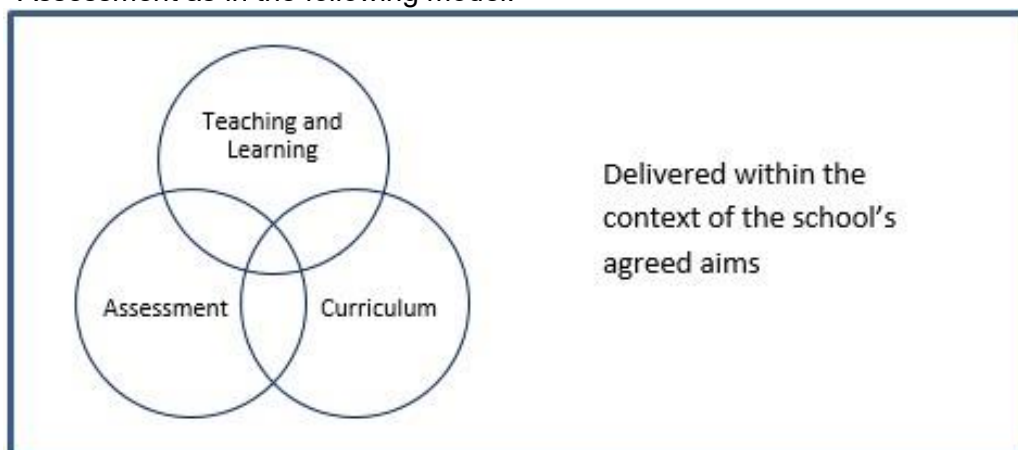 Assessment as in the following model:
Teaching and
Learning
Assessment
Curriculum
Delivered within the
context of the school's
agreed aims